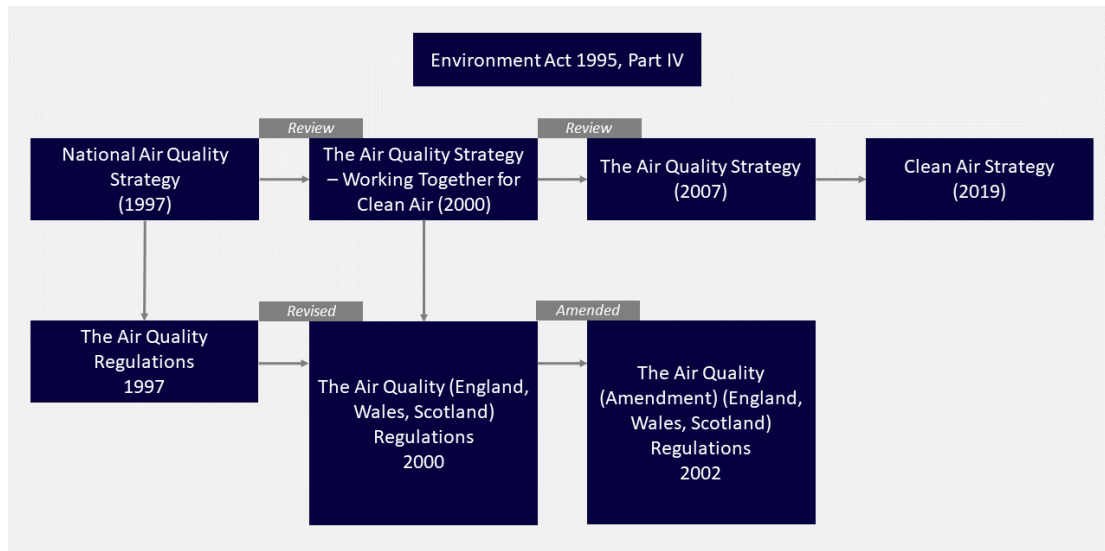 Environment Act 1995, Part IV
Review
Review
National Air Quality
Strategy
(1997)
The Air Quality Strategy
– Working Together for
Clean Air (2000)
The Air Quality Strategy
(2007)
Clean Air Strategy
(2019)
Revised
Amended
The Air Quality
Regulations
1997
The Air Quality (England,
Wales, Scotland)
Regulations
2000
The Air Quality
(Amendment) (England,
Wales, Scotland)
Regulations
2002